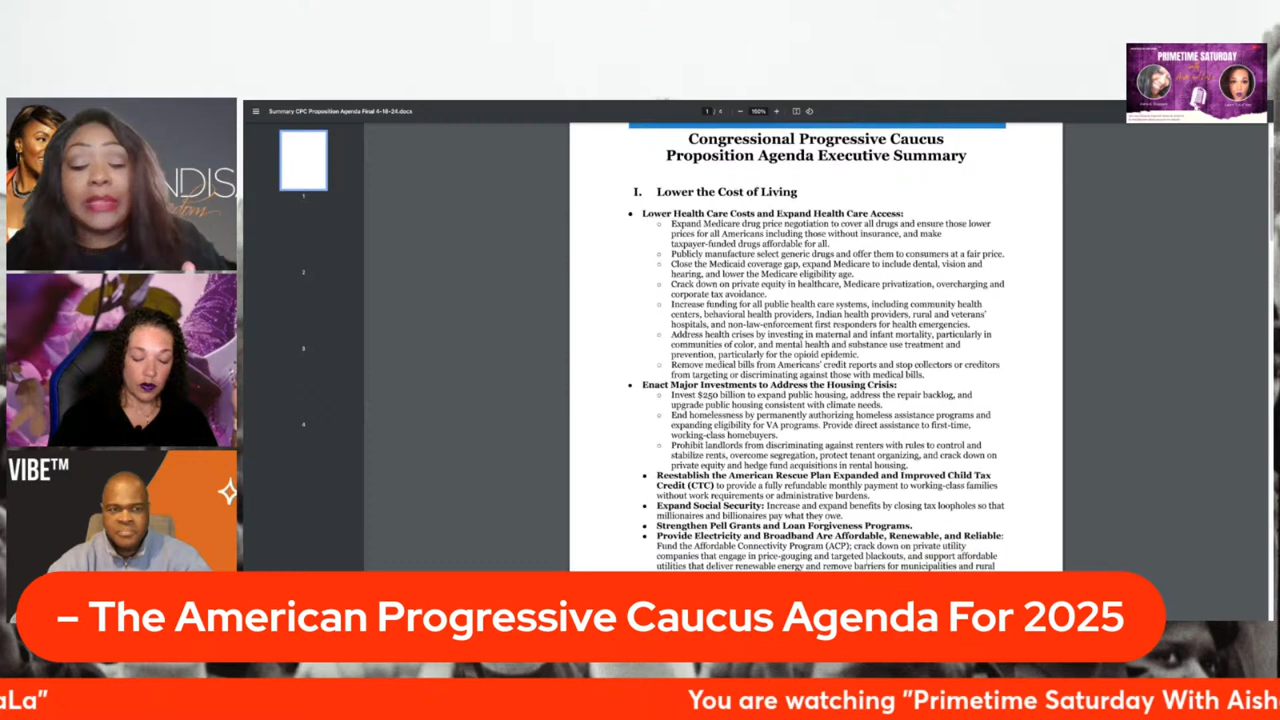 PRIMETIME SATURDAY
with
Summary CPC Proposition Agenda Final 4-18-24.docx
1 / 4
150%
1
2
3
4
NDIS
VIBE™
Congressional Progressive Caucus
Proposition Agenda Executive Summary
I. Lower the Cost of Living
• Lower Health Care Costs and Expand Health Care Access:
○ Expand Medicare drug price negotiation to cover all drugs and ensure those lower
prices for all Americans including those without insurance, and make
taxpayer-funded drugs affordable for all.
○ Publicly manufacture select generic drugs and offer them to consumers at a fair price.
○ Close the Medicaid coverage gap, expand Medicare to include dental, vision and
hearing, and lower the Medicare eligibility age.
○ Crack down on private equity in healthcare, Medicare privatization, overcharging and
corporate tax avoidance.
○ Increase funding for all public health care systems, including community health
centers, behavioral health providers, Indian health providers, rural and veterans’
hospitals, and non-law-enforcement first responders for health emergencies.
○ Address health crises by investing in maternal and infant mortality, particularly in
communities of color, and mental health and substance use treatment and
prevention, particularly for the opioid epidemic.
○ Remove medical bills from Americans’ credit reports and stop collectors or creditors
from targeting or discriminating against those with medical bills.
• Enact Major Investments to Address the Housing Crisis:
○ Invest $250 billion to expand public housing, address the repair backlog, and
upgrade public housing consistent with climate needs.
○ End homelessness by permanently authorizing homeless assistance programs and
expanding eligibility for VA programs. Provide direct assistance to first-time,
working-class homebuyers.
○ Prohibit landlords from discriminating against renters with rules to control and
stabilize rents, overcome segregation, protect tenant organizing, and crack down on
private equity and hedge fund acquisitions in rental housing.
• Reestablish the American Rescue Plan Expanded and Improved Child Tax
Credit (CTC) to provide a fully refundable monthly payment to working-class families
without work requirements or administrative burdens.
• Expand Social Security: Increase and expand benefits by closing tax loopholes so that
millionaires and billionaires pay what they owe.
• Strengthen Pell Grants and Loan Forgiveness Programs.
• Provide Electricity and Broadband Are Affordable, Renewable, and Reliable:
Fund the Affordable Connectivity Program (ACP); crack down on private utility
companies that engage in price-gouging and targeted blackouts, and support affordable
utilities that deliver renewable energy and remove barriers for municipalities and rural
– The American Progressive Caucus Agenda For 2025
aLa"
You are watching "Primetime Saturday With Aish